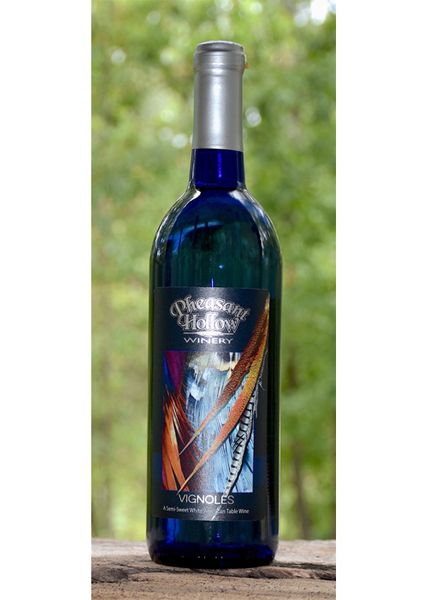 Pheasant
Hollow
WINERY
VIGNOLES
A Semi-Sweet White American Table Wine